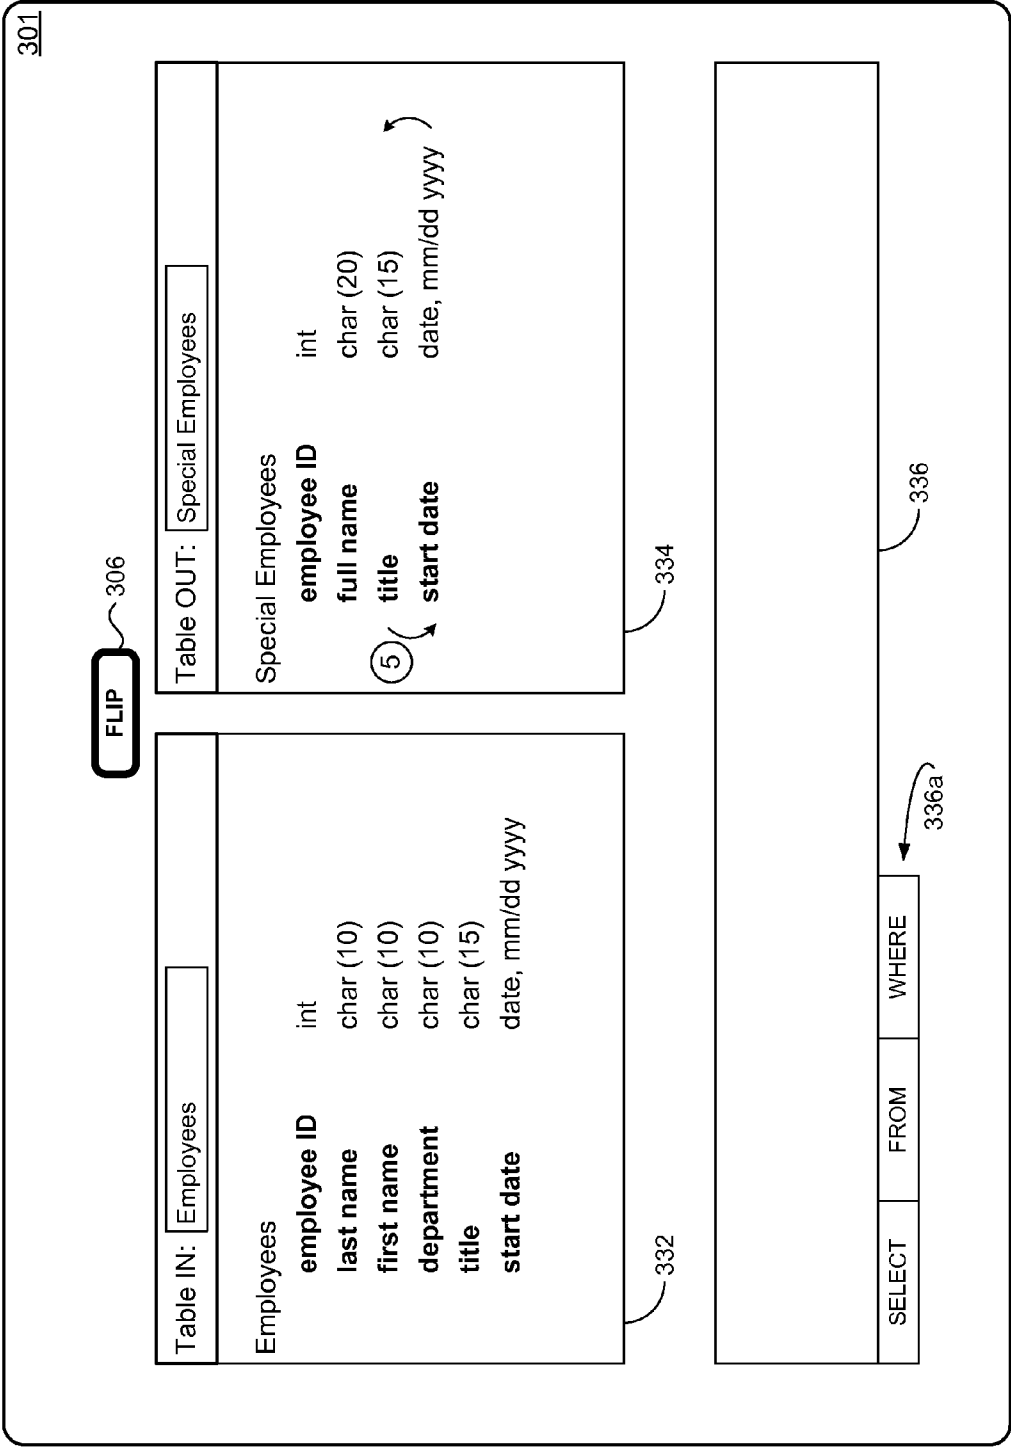 301
FLIP
306
Table IN: Employees
Employees
employee ID int
last name char (10)
first name char (10)
department char (10)
title char (15)
start date date, mm/dd yyyy
332
Table OUT: Special Employees
Special Employees
employee ID int
full name char (20)
5 title char (15)
start date date, mm/dd yyyy
334
336
SELECT FROM WHERE
336a